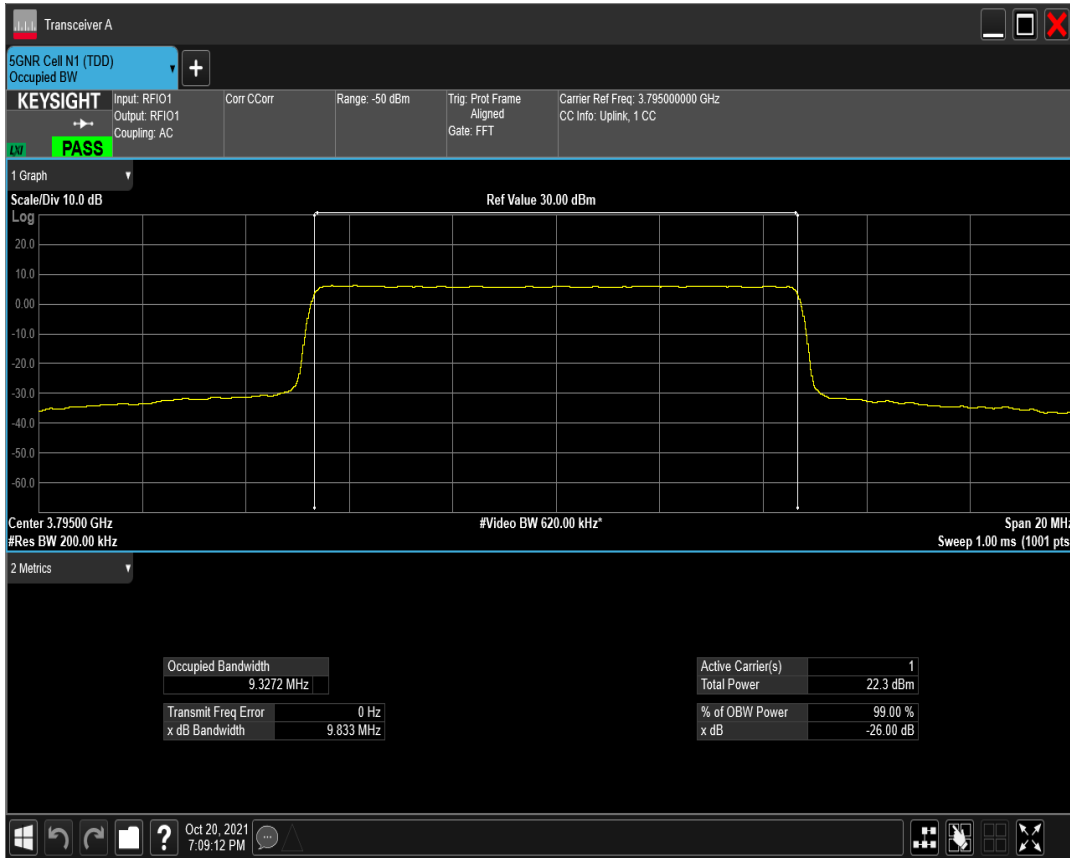 Transceiver A
5GNR Cell N1 (TDD)
Occupied BW
+
KEYSIGHT
LXI
PASS
Input: RFIO1
Output: RFIO1
Coupling: AC
Corr CCorr
Range: -50 dBm
Trig: Prot Frame
Aligned
Gate: FFT
Carrier Ref Freq: 3.795000000 GHz
CC Info: Uplink, 1 CC
1 Graph
Scale/Div 10.0 dB
Ref Value 30.00 dBm
Log
20.0
10.0
0.00
-10.0
-20.0
-30.0
-40.0
-50.0
-60.0
Center 3.79500 GHz
#Video BW 620.00 kHz*
Span 20 MHz
#Res BW 200.00 kHz
Sweep 1.00 ms (1001 pts
2 Metrics
Occupied Bandwidth
9.3272 MHz
Transmit Freq Error 0 Hz
x dB Bandwidth 9.833 MHz
Active Carrier(s) 1
Total Power 22.3 dBm
% of OBW Power 99.00 %
x dB -26.00 dB
?
Oct 20, 2021
7:09:12 PM